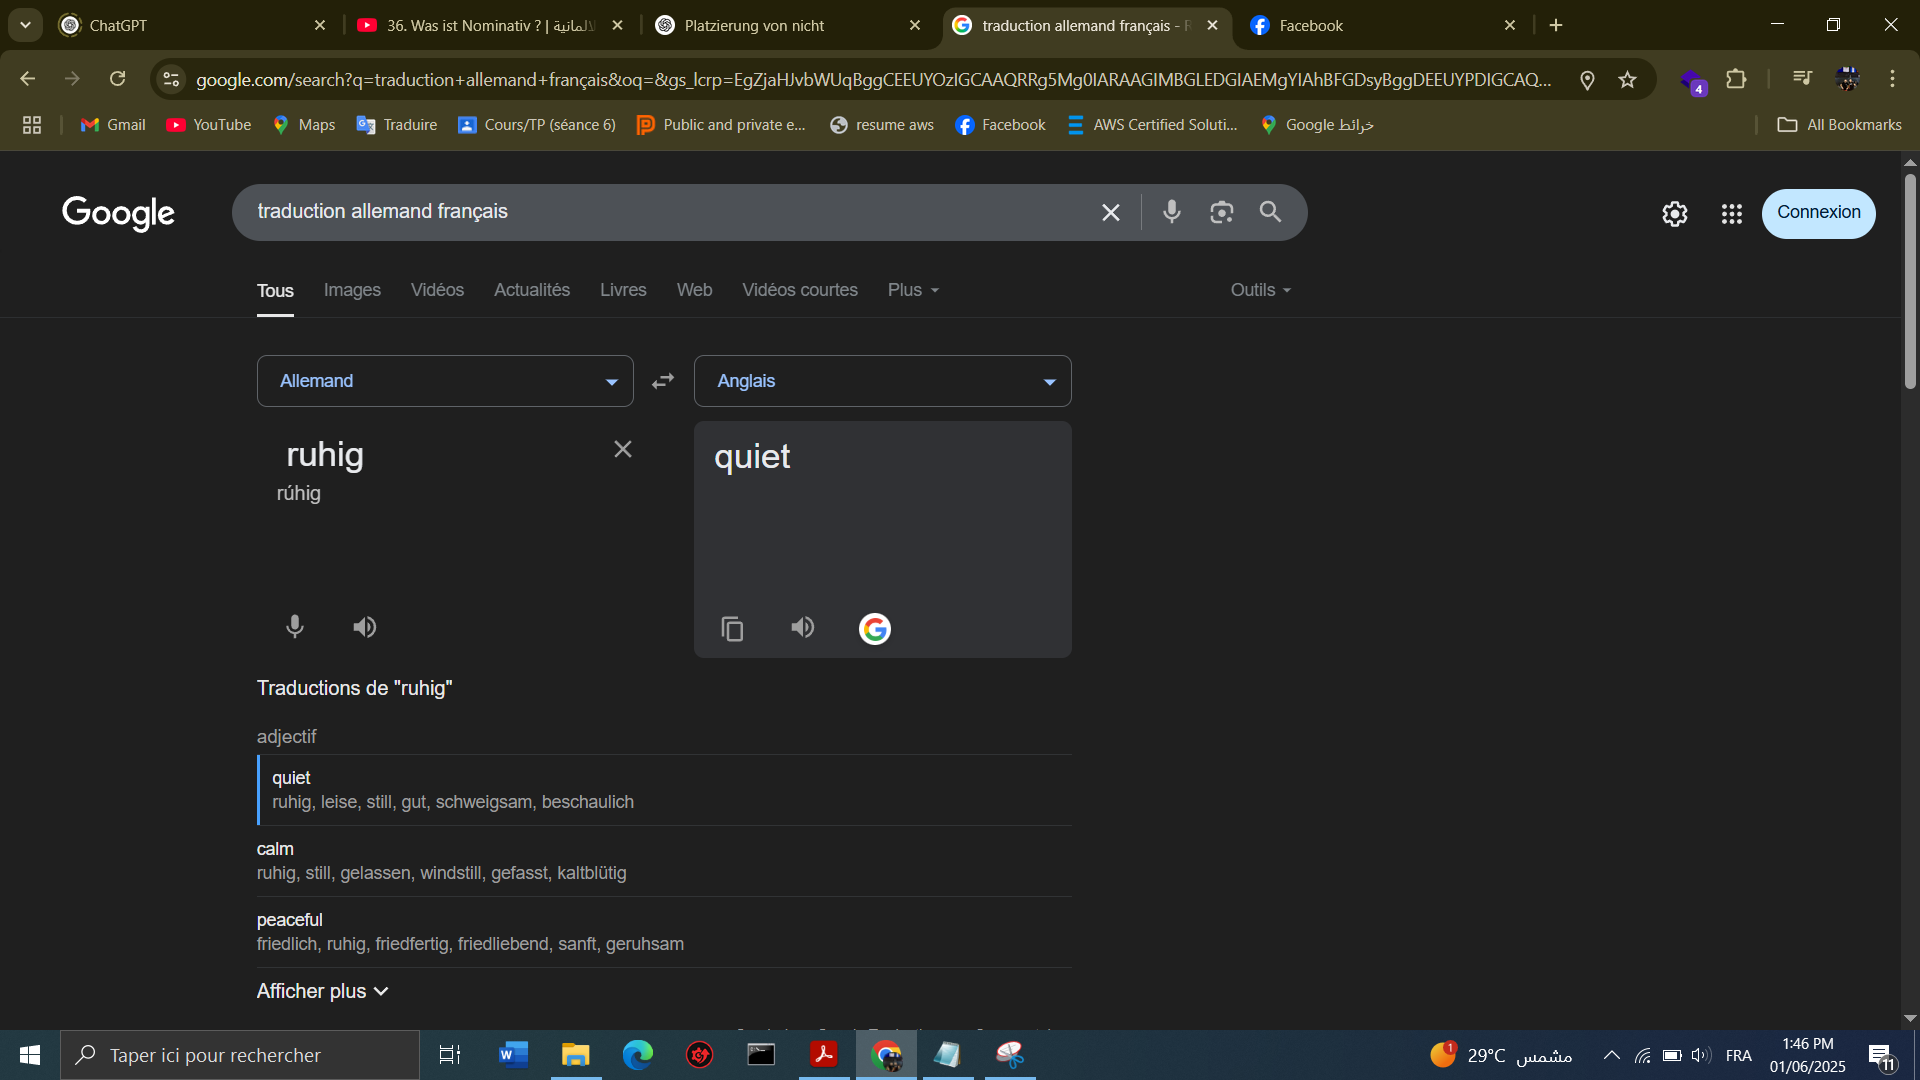 ChatGPT
36. Was ist Nominativ ? | الالمانية
Platzierung von nicht
traduction allemand français - R
Facebook
google.com/search?q=traduction+allemand+français&oq=&gs_lcrp=EgZjaHJvbWUqBggCEEUYOzIGCAAQRRg5Mg0IARAAGIMBGLEDGIAEMgYIAhBFGDsyBggDEEUYPDIGCAQ...
4
Gmail
YouTube
Maps
Traduire
Cours/TP (séance 6)
Public and private e...
resume aws
Facebook
AWS Certified Soluti...
Google خرائط
All Bookmarks
Google
traduction allemand français
Connexion
Tous
Images
Vidéos
Actualités
Livres
Web
Vidéos courtes
Plus
Outils
Allemand
Anglais
ruhig
rúhig
quiet
Traductions de "ruhig"
adjectif
quiet
ruhig, leise, still, gut, schweigsam, beschaulich
calm
ruhig, still, gelassen, windstill, gefasst, kaltblütig
peaceful
friedlich, ruhig, friedfertig, friedliebend, sanft, geruhsam
Afficher plus
Taper ici pour rechercher
1
29°C مشمس
FRA
1:46 PM
01/06/2025
11